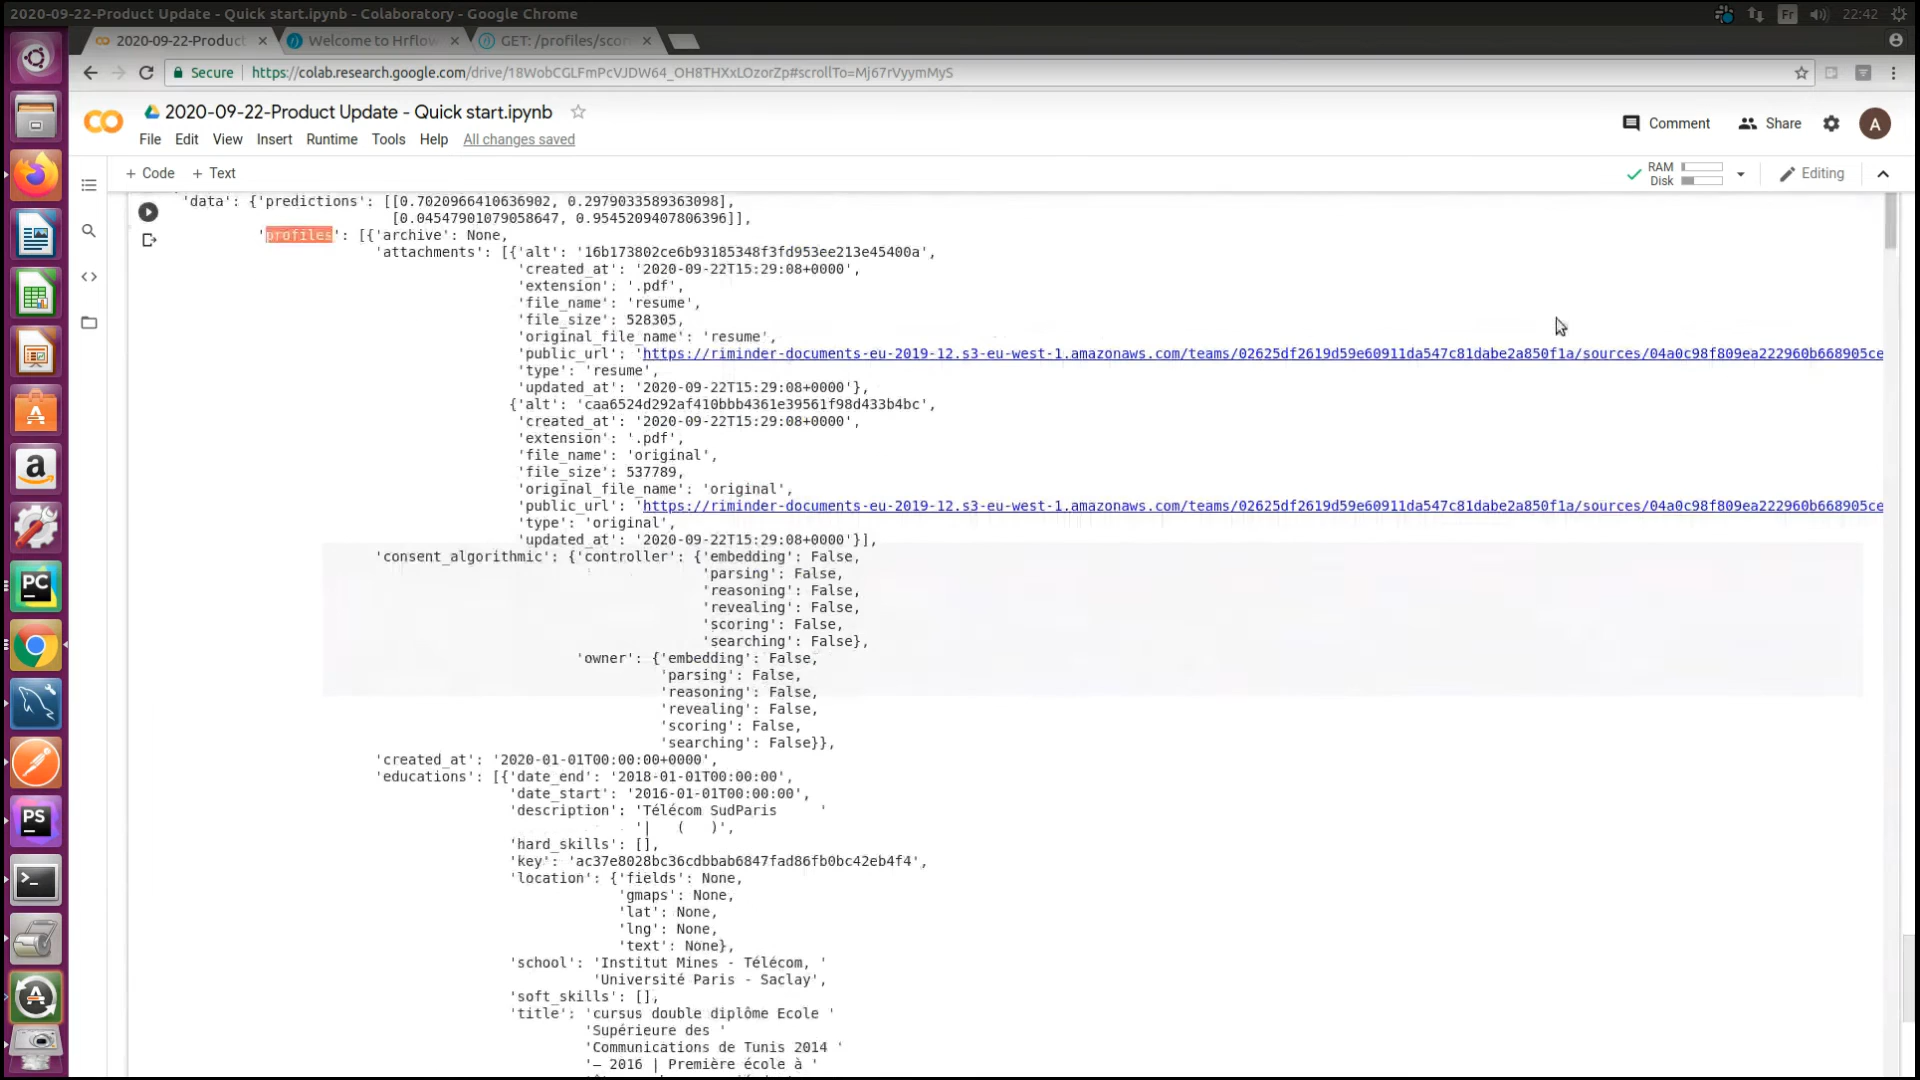 2020-09-22-Product Update - Quick start.ipynb - Colaboratory - Google Chrome
Fr
22:42
2020-09-22-Product
Welcome to Hrflow
GET: /profiles/scor
Secure
https://colab.research.google.com/drive/18WobCGLFmPcVJDW64_OH8THXxLOzorZp#scrollTo=Mj67rVyymMyS
2020-09-22-Product Update - Quick start.ipynb
File Edit View Insert Runtime Tools Help All changes saved
Comment
Share
A
+ Code + Text
RAM
Disk
Editing
'data': {'predictions': [[0.7020966410636902, 0.2979033589363098],
[0.04547901079058647, 0.9545209407806396]],
'profiles': [{'archive': None,
'attachments': [{'alt': '16b173802ce6b93185348f3fd953ee213e45400a',
'created_at': '2020-09-22T15:29:08+0000',
'extension': '.pdf',
'file_name': 'resume',
'file_size': 528305,
'original_file_name': 'resume',
'public_url': 'https://riminder-documents-eu-2019-12.s3-eu-west-1.amazonaws.com/teams/02625df2619d59e60911da547c81dabe2a850f1a/sources/04a0c98f809ea222960b668905ce
'type': 'resume',
'updated_at': '2020-09-22T15:29:08+0000'},
{'alt': 'caa6524d292af410bbb4361e39561f98d433b4bc',
'created_at': '2020-09-22T15:29:08+0000',
'extension': '.pdf',
'file_name': 'original',
'file_size': 537789,
'original_file_name': 'original',
'public_url': 'https://riminder-documents-eu-2019-12.s3-eu-west-1.amazonaws.com/teams/02625df2619d59e60911da547c81dabe2a850f1a/sources/04a0c98f809ea222960b668905ce
'type': 'original',
'updated_at': '2020-09-22T15:29:08+0000'}],
'consent_algorithmic': {'controller': {'embedding': False,
'parsing': False,
'reasoning': False,
'revealing': False,
'scoring': False,
'searching': False},
'owner': {'embedding': False,
'parsing': False,
'reasoning': False,
'revealing': False,
'scoring': False,
'searching': False}},
'created_at': '2020-01-01T00:00:00+0000',
'educations': [{'date_end': '2018-01-01T00:00:00',
'date_start': '2016-01-01T00:00:00',
'description': 'Télécom SudParis '
'| ( )',
'hard_skills': [],
'key': 'ac37e8028bc36cdbbab6847fad86fb0bc42eb4f4',
'location': {'fields': None,
'gmaps': None,
'lat': None,
'lng': None,
'text': None},
'school': 'Institut Mines - Télécom, '
'Université Paris - Saclay',
'soft_skills': [],
'title': 'cursus double diplôme Ecole '
'Supérieure des '
'Communications de Tunis 2014 '
'– 2016 | Première école à '